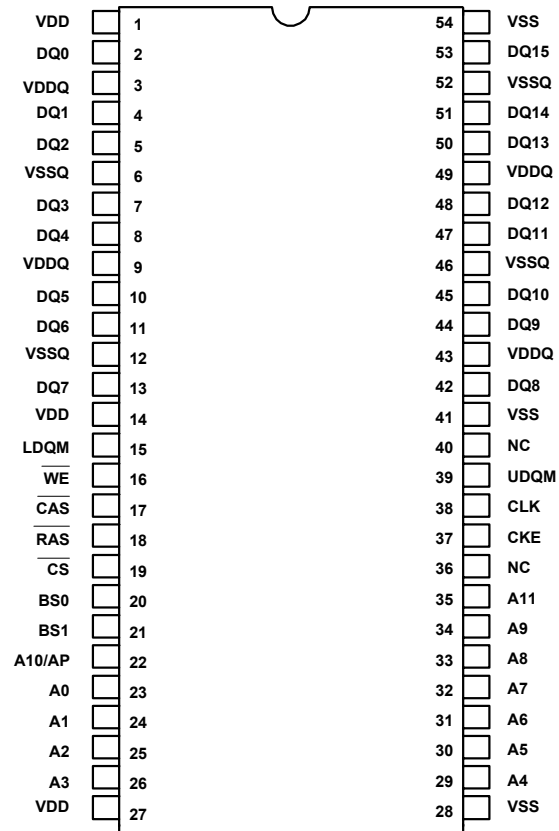 VDD 1 54 VSS
DQ0 2 53 DQ15
VDDQ 3 52 VSSQ
DQ1 4 51 DQ14
DQ2 5 50 DQ13
VSSQ 6 49 VDDQ
DQ3 7 48 DQ12
DQ4 8 47 DQ11
VDDQ 9 46 VSSQ
DQ5 10 45 DQ10
DQ6 11 44 DQ9
VSSQ 12 43 VDDQ
DQ7 13 42 DQ8
VDD 14 41 VSS
LDQM 15 40 NC
W̅E̅ 16 39 UDQM
C̅A̅S̅ 17 38 CLK
R̅A̅S̅ 18 37 CKE
C̅S̅ 19 36 NC
BS0 20 35 A11
BS1 21 34 A9
A10/AP 22 33 A8
A0 23 32 A7
A1 24 31 A6
A2 25 30 A5
A3 26 29 A4
VDD 27 28 VSS